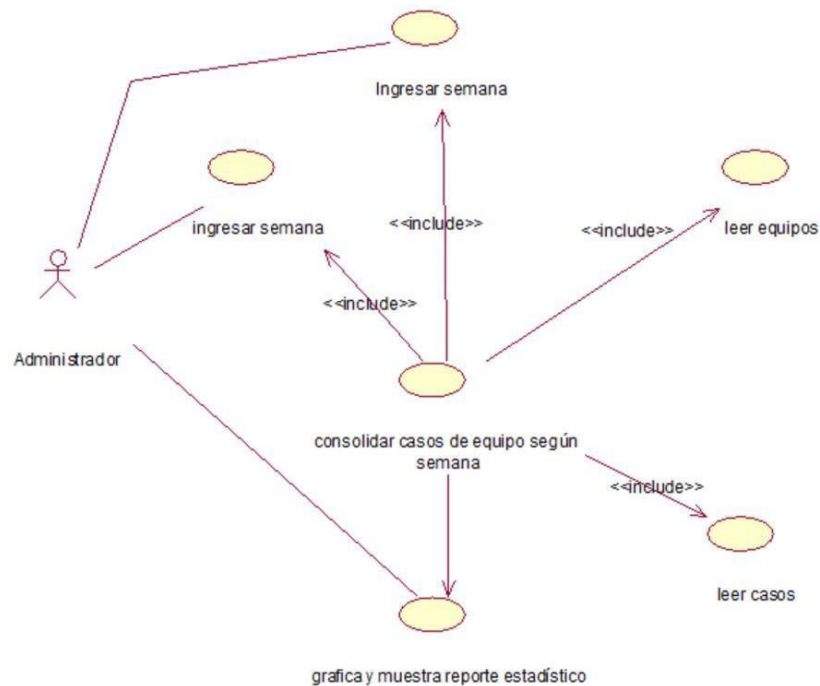 Ingresar semana
ingresar semana
<<include>>
<<include>>
leer equipos
<<include>>
Administrador
consolidar casos de equipo según
semana
<<include>>
leer casos
grafica y muestra reporte estadístico